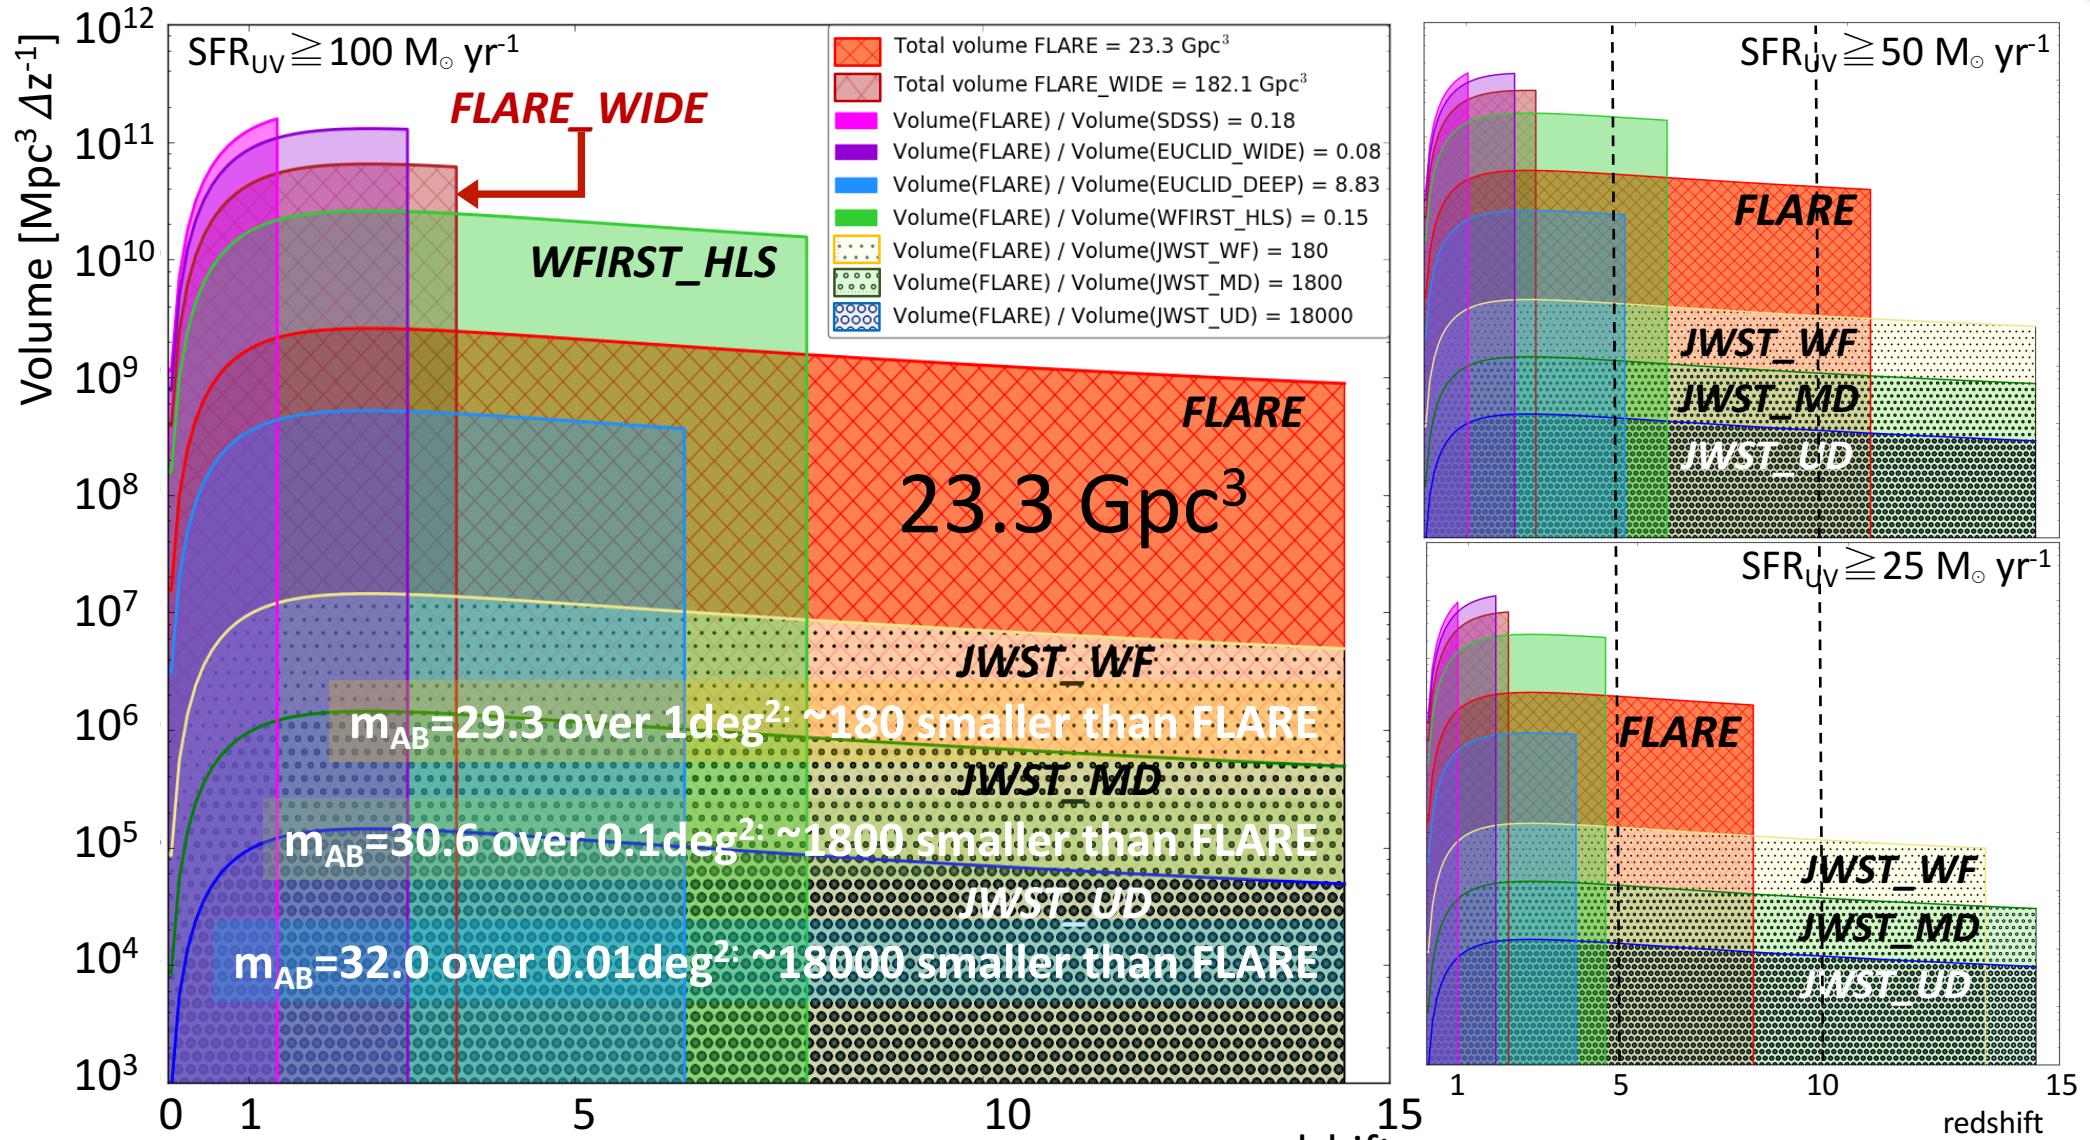 10¹²
10¹¹
10¹⁰
10⁹
10⁸
10⁷
10⁶
10⁵
10⁴
10³
Volume [Mpc³ Δz⁻¹]
SFR_UV≧100 M☉ yr⁻¹
FLARE_WIDE
Total volume FLARE = 23.3 Gpc³
Total volume FLARE_WIDE = 182.1 Gpc³
Volume(FLARE) / Volume(SDSS) = 0.18
Volume(FLARE) / Volume(EUCLID_WIDE) = 0.08
Volume(FLARE) / Volume(EUCLID_DEEP) = 8.83
Volume(FLARE) / Volume(WFIRST_HLS) = 0.15
Volume(FLARE) / Volume(JWST_WF) = 180
Volume(FLARE) / Volume(JWST_MD) = 1800
Volume(FLARE) / Volume(JWST_UD) = 18000
WFIRST_HLS
FLARE
23.3 Gpc³
JWST_WF
m_AB=29.3 over 1deg²: ~180 smaller than FLARE
JWST_MD
m_AB=30.6 over 0.1deg²: ~1800 smaller than FLARE
JWST_UD
m_AB=32.0 over 0.01deg²: ~18000 smaller than FLARE
0 1 5 10 15
SFR_UV≧50 M☉ yr⁻¹
FLARE
JWST_WF
JWST_MD
JWST_UD
SFR_UV≧25 M☉ yr⁻¹
FLARE
JWST_WF
JWST_MD
JWST_UD
1 5 10 15
redshift